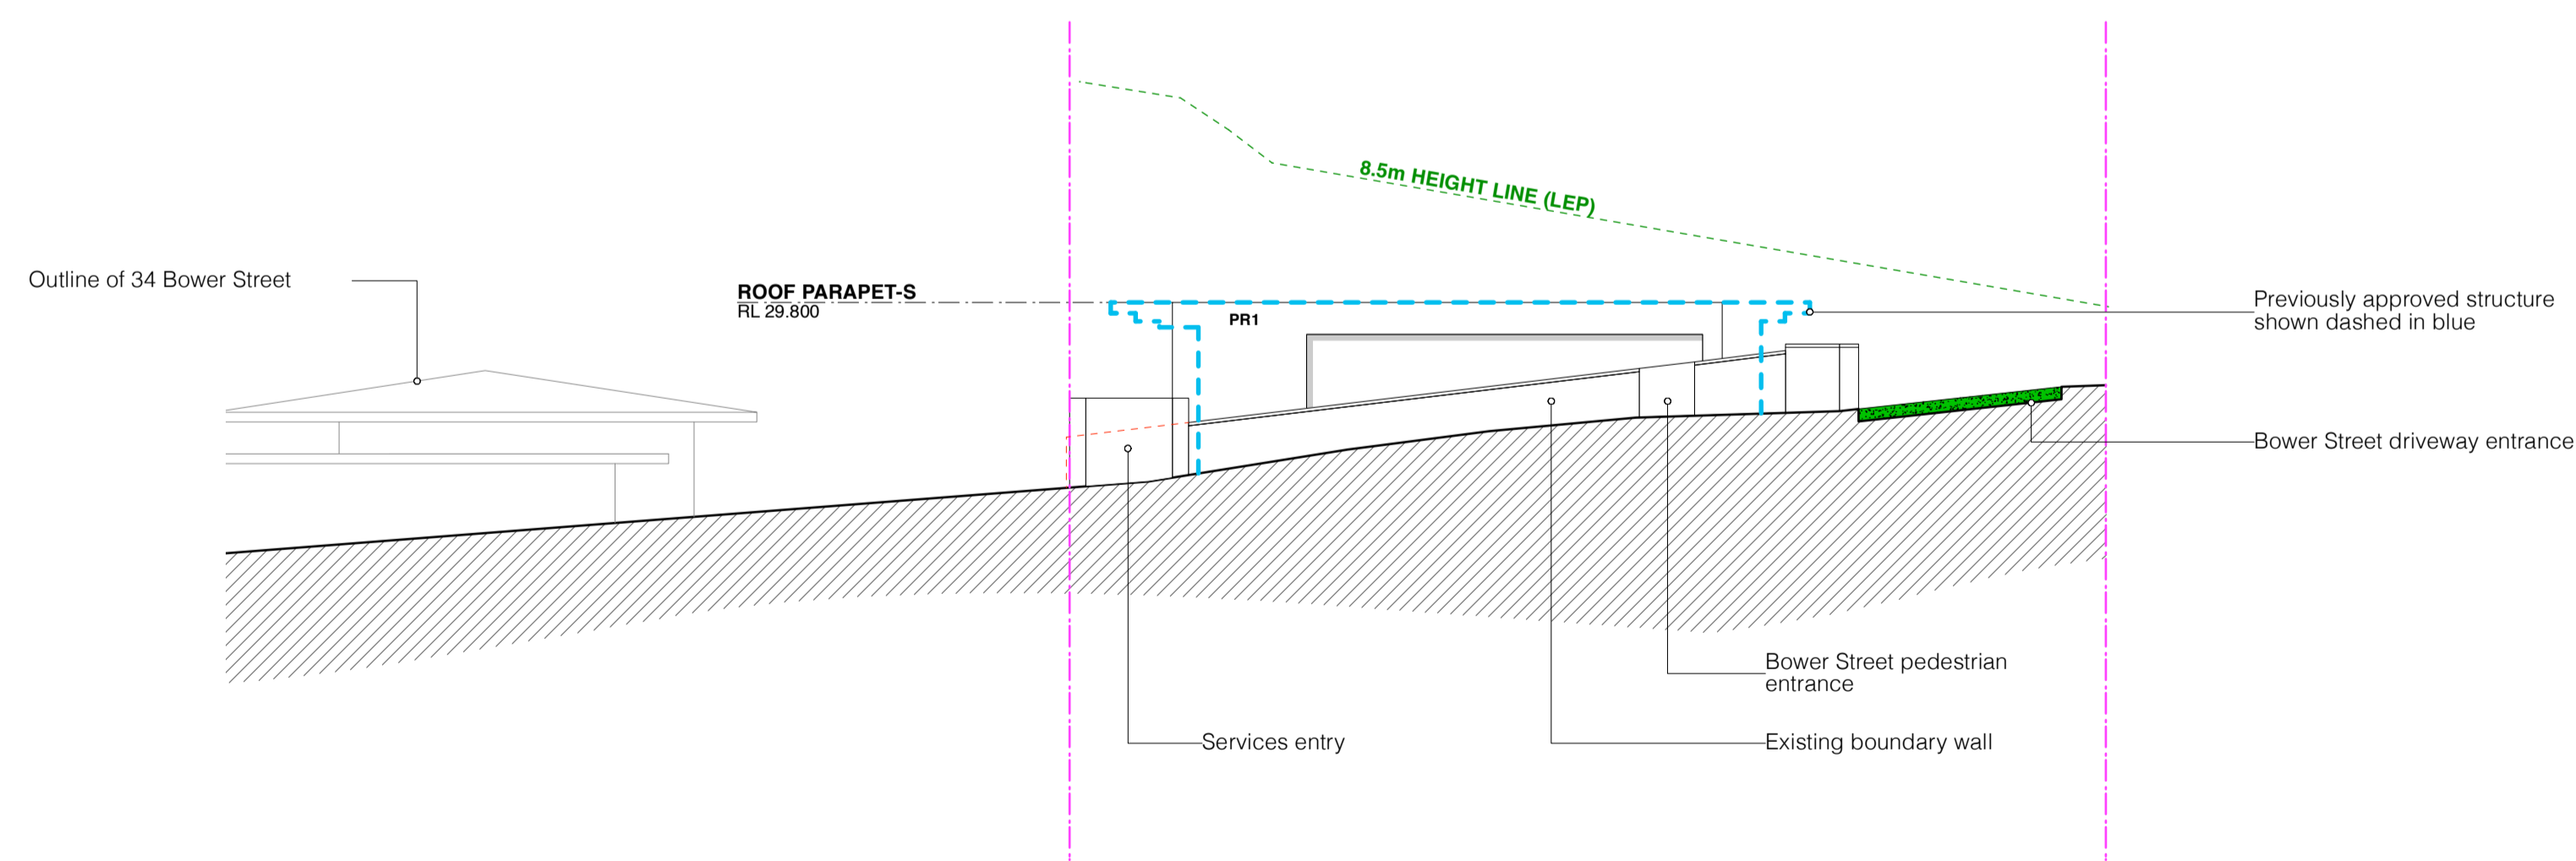 8.5m HEIGHT LINE (LEP)
Outline of 34 Bower Street
ROOF PARAPET-S
RL 29.800
PR1
Previously approved structure
shown dashed in blue
Bower Street driveway entrance
Bower Street pedestrian
entrance
Services entry
Existing boundary wall